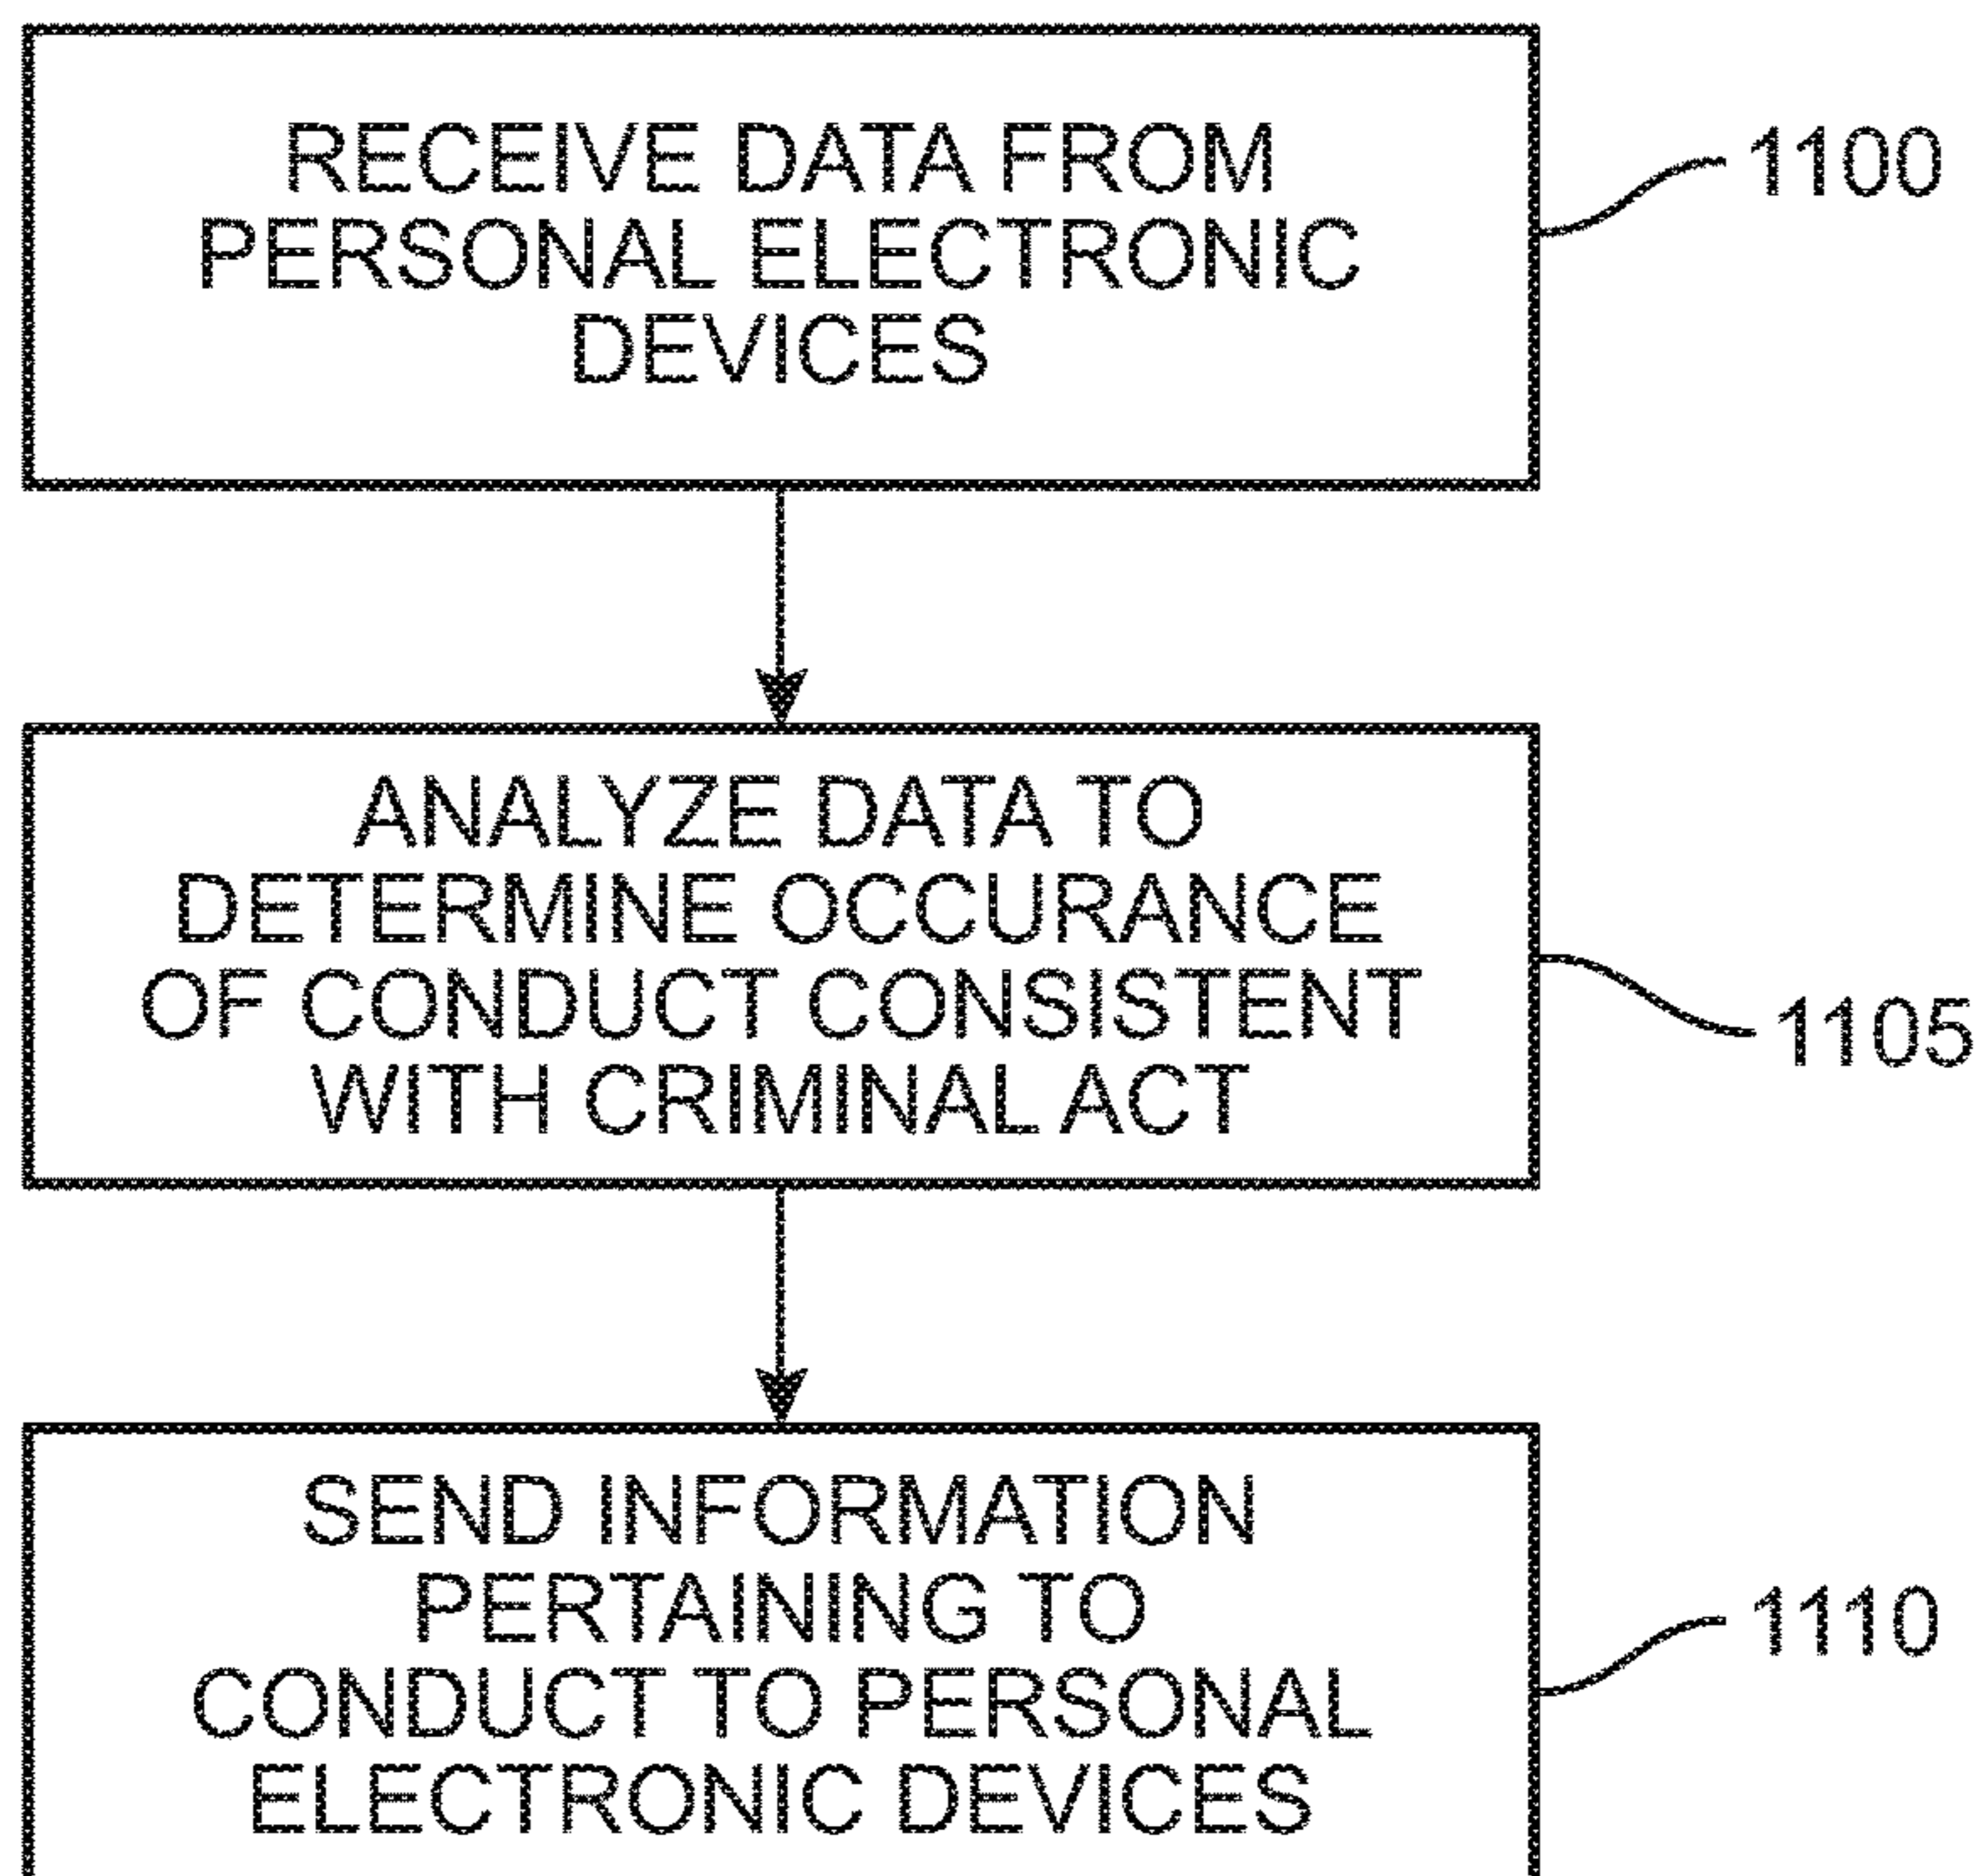 RECEIVE DATA FROM
PERSONAL ELECTRONIC
DEVICES
1100
ANALYZE DATA TO
DETERMINE OCCURANCE
OF CONDUCT CONSISTENT
WITH CRIMINAL ACT
1105
SEND INFORMATION
PERTAINING TO
CONDUCT TO PERSONAL
ELECTRONIC DEVICES
1110